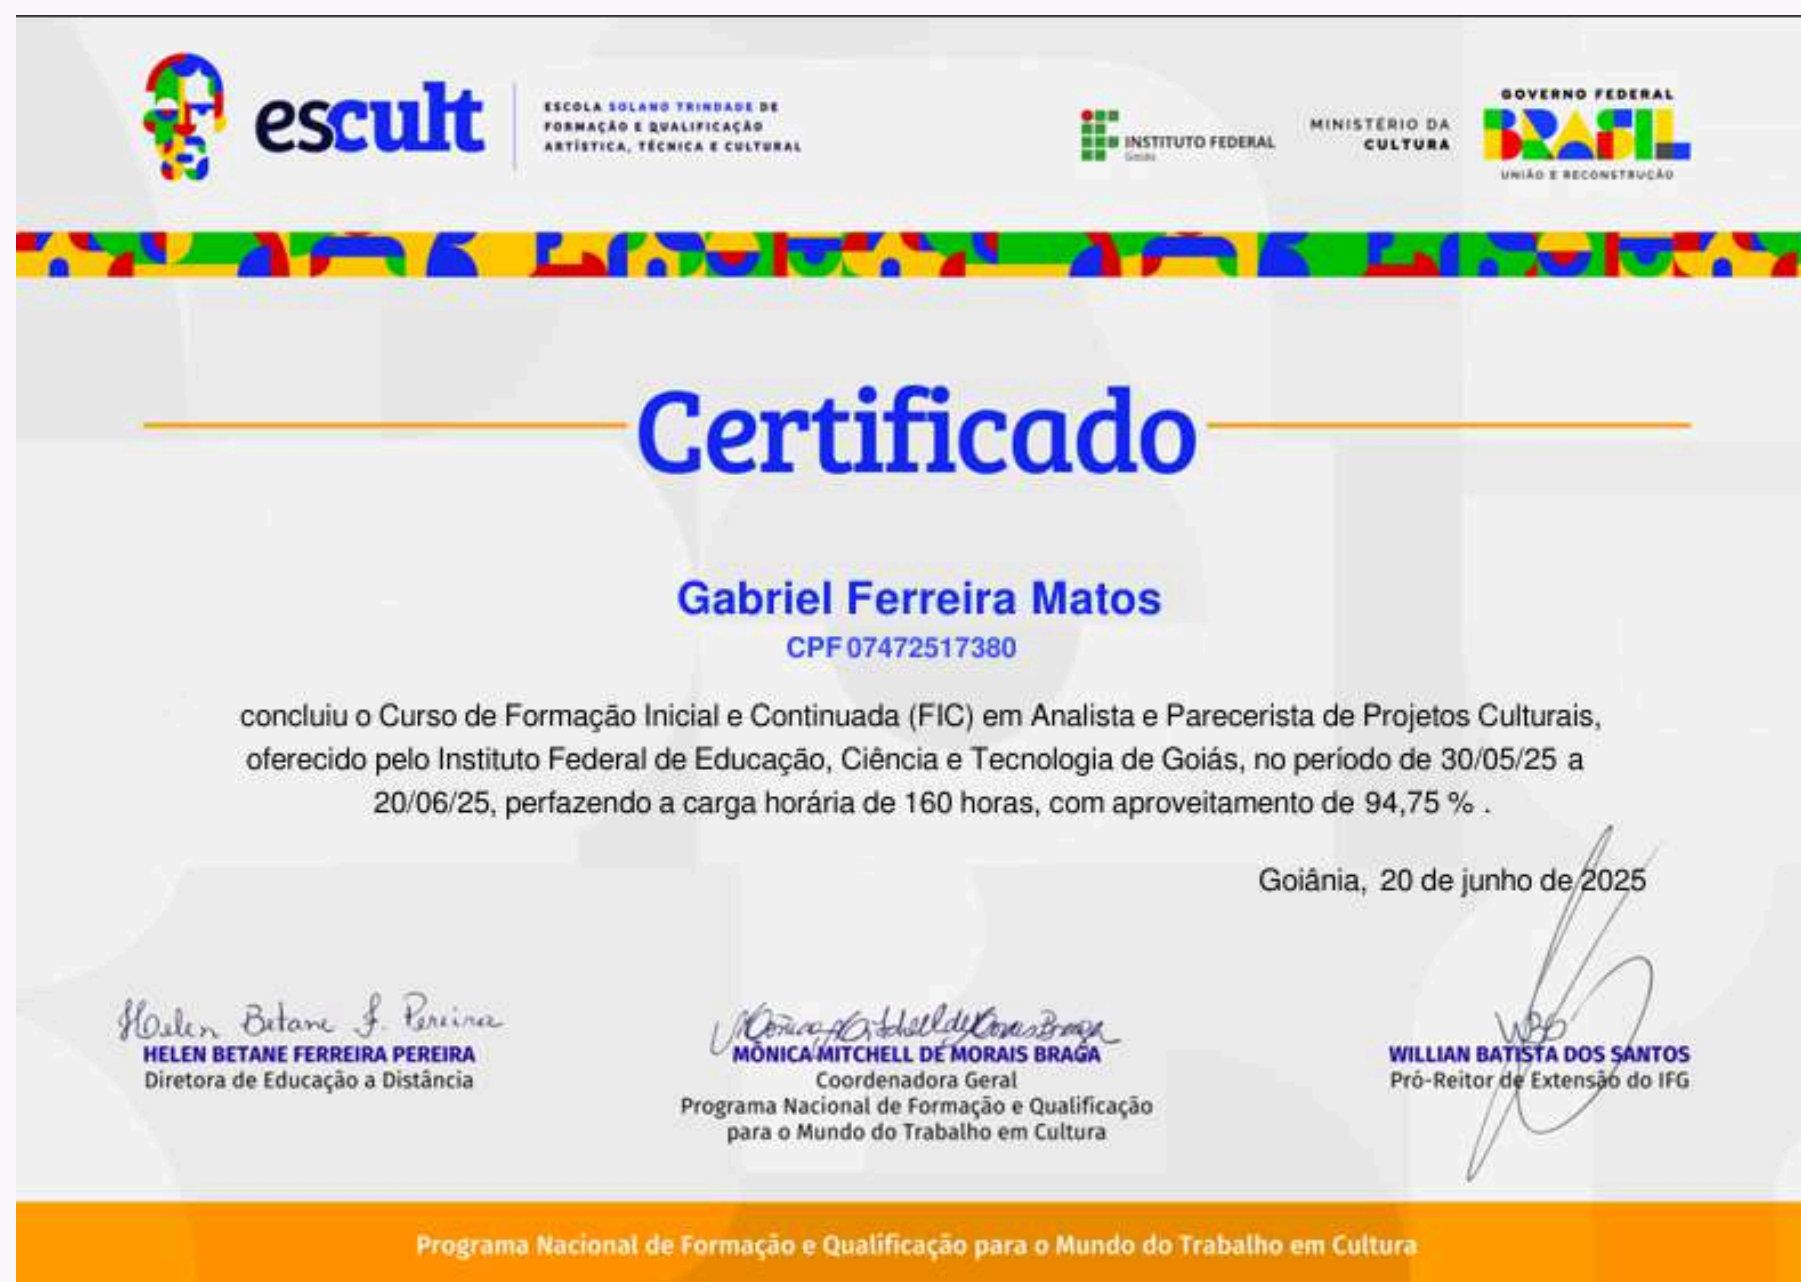 escult
ESCOLA SOLANO TRINDADE DE
FORMAÇÃO E QUALIFICAÇÃO
ARTÍSTICA, TÉCNICA E CULTURAL
INSTITUTO FEDERAL
Goiás
MINISTÉRIO DA
CULTURA
GOVERNO FEDERAL
BRASIL
UNIÃO E RECONSTRUÇÃO
Certificado
Gabriel Ferreira Matos
CPF 07472517380
concluiu o Curso de Formação Inicial e Continuada (FIC) em Analista e Parecerista de Projetos Culturais,
oferecido pelo Instituto Federal de Educação, Ciência e Tecnologia de Goiás, no período de 30/05/25 a
20/06/25, perfazendo a carga horária de 160 horas, com aproveitamento de 94,75 % .
Goiânia, 20 de junho de 2025
Helen Betane F. Pereira
HELEN BETANE FERREIRA PEREIRA
Diretora de Educação a Distância
Mônica Mitchell de Morais Braga
MÔNICA MITCHELL DE MORAIS BRAGA
Coordenadora Geral
Programa Nacional de Formação e Qualificação
para o Mundo do Trabalho em Cultura
WILLIAN BATISTA DOS SANTOS
Pró-Reitor de Extensão do IFG
Programa Nacional de Formação e Qualificação para o Mundo do Trabalho em Cultura